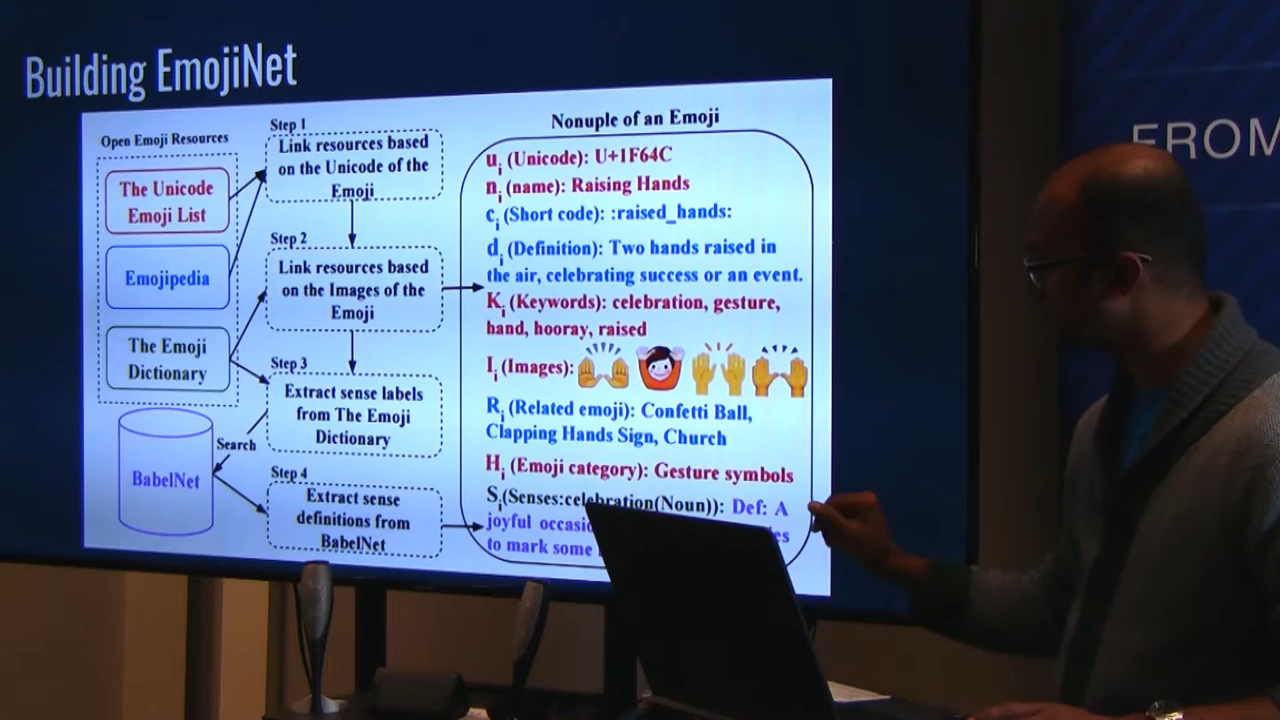 Building EmojiNet
Open Emoji Resources
The Unicode
Emoji List
Emojipedia
The Emoji
Dictionary
BabelNet
Search
Step 1
Link resources based
on the Unicode of the
Emoji
Step 2
Link resources based
on the Images of the
Emoji
Step 3
Extract sense labels
from The Emoji
Dictionary
Step 4
Extract sense
definitions from
BabelNet
Nonuple of an Emoji
ui (Unicode): U+1F64C
ni (name): Raising Hands
ci (Short code): :raised_hands:
di (Definition): Two hands raised in
the air, celebrating success or an event.
Ki (Keywords): celebration, gesture,
hand, hooray, raised
Ii (Images):
Ri (Related emoji): Confetti Ball,
Clapping Hands Sign, Church
Hi (Emoji category): Gesture symbols
Si(Senses:celebration(Noun)): Def: A
joyful
to mark some
FROM